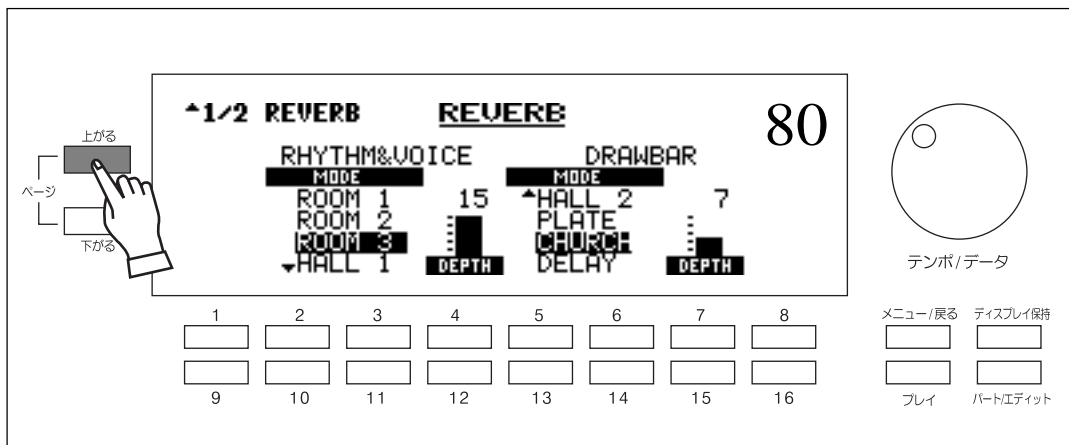 ▲1/2 REVERB REVERB 80
RHYTHM&VOICE DRAWBAR
MODE MODE
ROOM 1 15 ▲HALL 2 7
ROOM 2 PLATE
ROOM 3 CHURCH
▼HALL 1 DEPTH DELAY DEPTH
上がる
ページ
下がる
テンポ/データ
1 2 3 4 5 6 7 8
9 10 11 12 13 14 15 16
メニュー/戻る ディスプレイ保持
プレイ パート/エディット